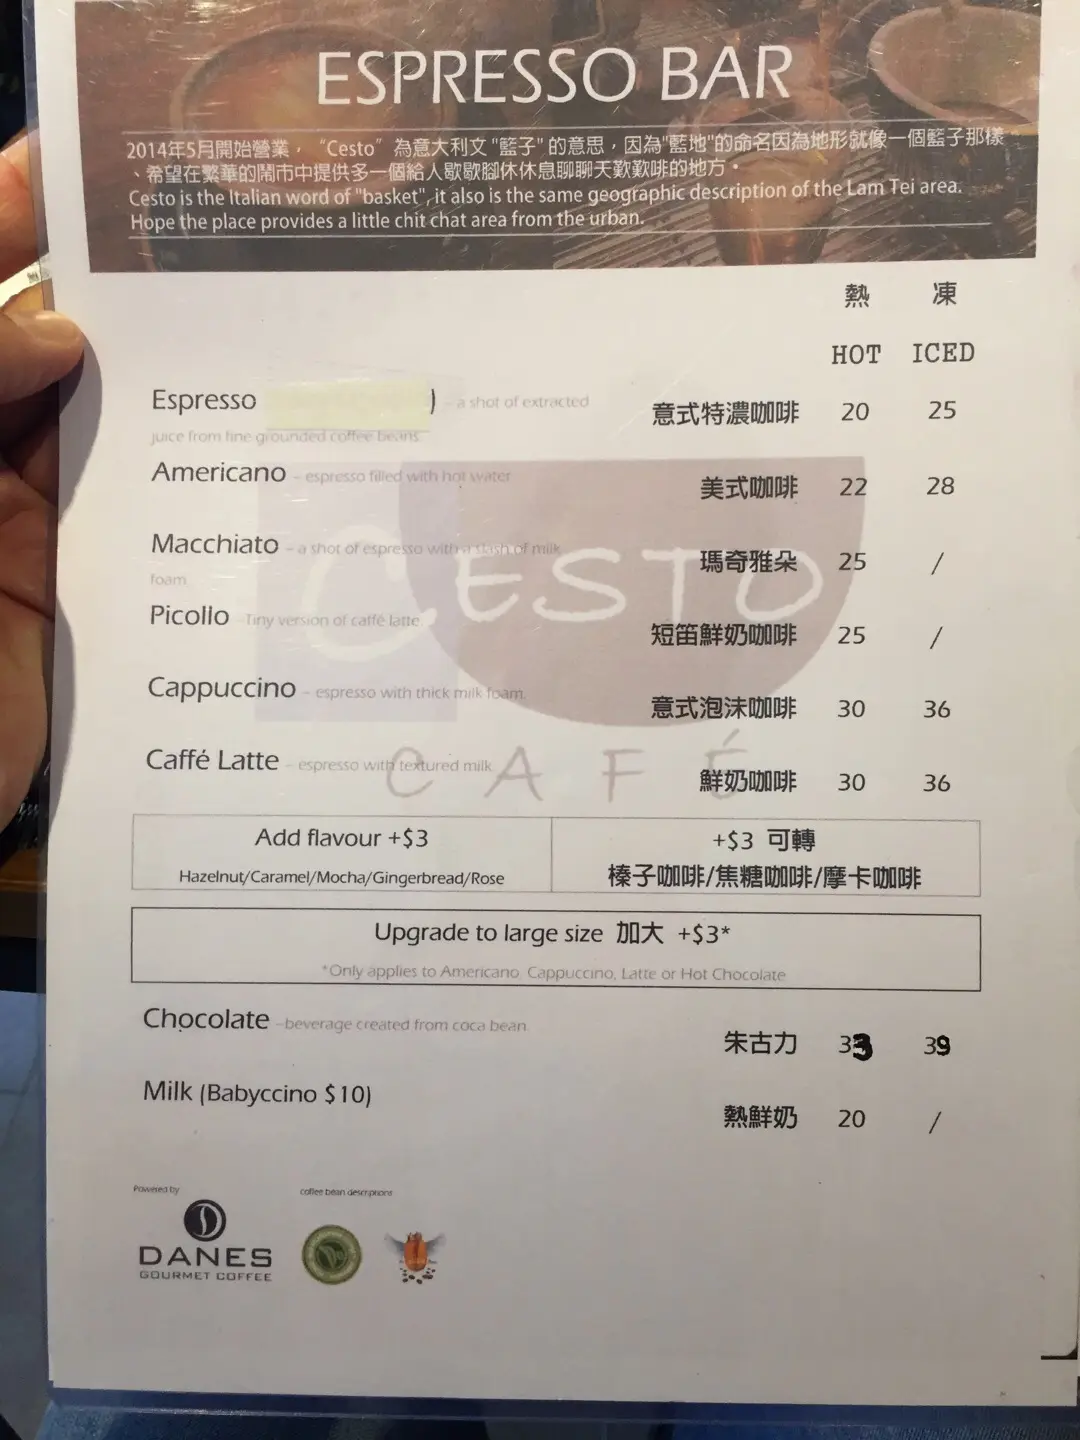 ESPRESSO BAR
2014年5月開始營業，“Cesto”為意大利文"籃子"的意思，因為"藍地"的命名因為地形就像一個籃子那樣
、希望在繁華的鬧市中提供多一個給人歇歇腳休休息聊聊天歎歎啡的地方。
Cesto is the Italian word of "basket", it also is the same geographic description of the Lam Tei area.
Hope the place provides a little chit chat area from the urban.
熱 凍
HOT ICED
Espresso ) – a shot of extracted
juice from fine grounded coffee beans
意式特濃咖啡 20 25
Americano – espresso filled with hot water
美式咖啡 22 28
Macchiato – a shot of espresso with a slash of milk
foam
瑪奇雅朵 25 /
Picollo –Tiny version of caffé latte
短笛鮮奶咖啡 25 /
Cappuccino – espresso with thick milk foam
意式泡沫咖啡 30 36
Caffé Latte – espresso with textured milk
鮮奶咖啡 30 36
CESTO
CAFÉ
Add flavour +$3
Hazelnut/Caramel/Mocha/Gingerbread/Rose
+$3 可轉
榛子咖啡/焦糖咖啡/摩卡咖啡
Upgrade to large size 加大 +$3*
*Only applies to Americano, Cappuccino, Latte or Hot Chocolate
Chocolate –beverage created from coca bean
朱古力 33 39
Milk (Babyccino $10)
熱鮮奶 20 /
Powered by
DANES
GOURMET COFFEE
coffee bean descriptions